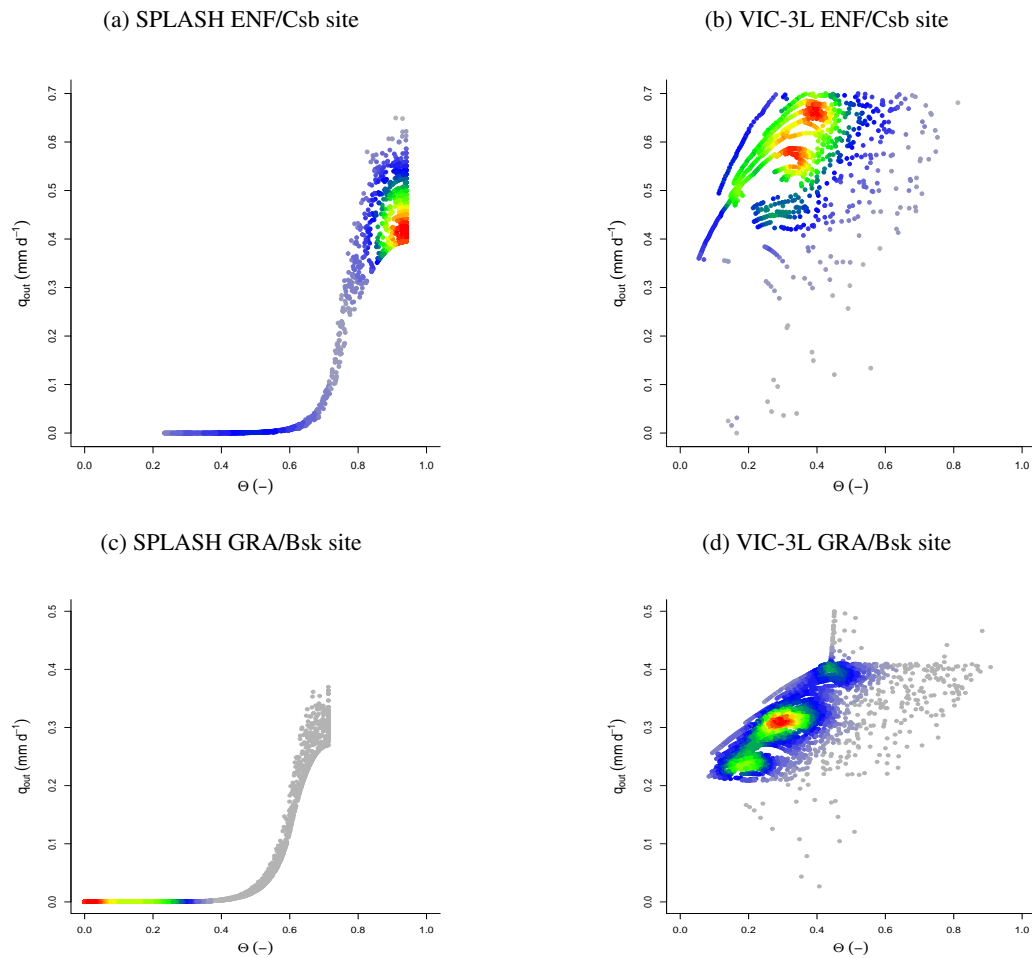 (a) SPLASH ENF/Csb site
q_out (mm d⁻¹)
0.7
0.6
0.5
0.4
0.3
0.2
0.1
0.0
0.0 0.2 0.4 0.6 0.8 1.0
Θ (−)
(b) VIC-3L ENF/Csb site
q_out (mm d⁻¹)
0.7
0.6
0.5
0.4
0.3
0.2
0.1
0.0
0.0 0.2 0.4 0.6 0.8 1.0
Θ (−)
(c) SPLASH GRA/Bsk site
q_out (mm d⁻¹)
0.5
0.4
0.3
0.2
0.1
0.0
0.0 0.2 0.4 0.6 0.8 1.0
Θ (−)
(d) VIC-3L GRA/Bsk site
q_out (mm d⁻¹)
0.5
0.4
0.3
0.2
0.1
0.0
0.0 0.2 0.4 0.6 0.8 1.0
Θ (−)